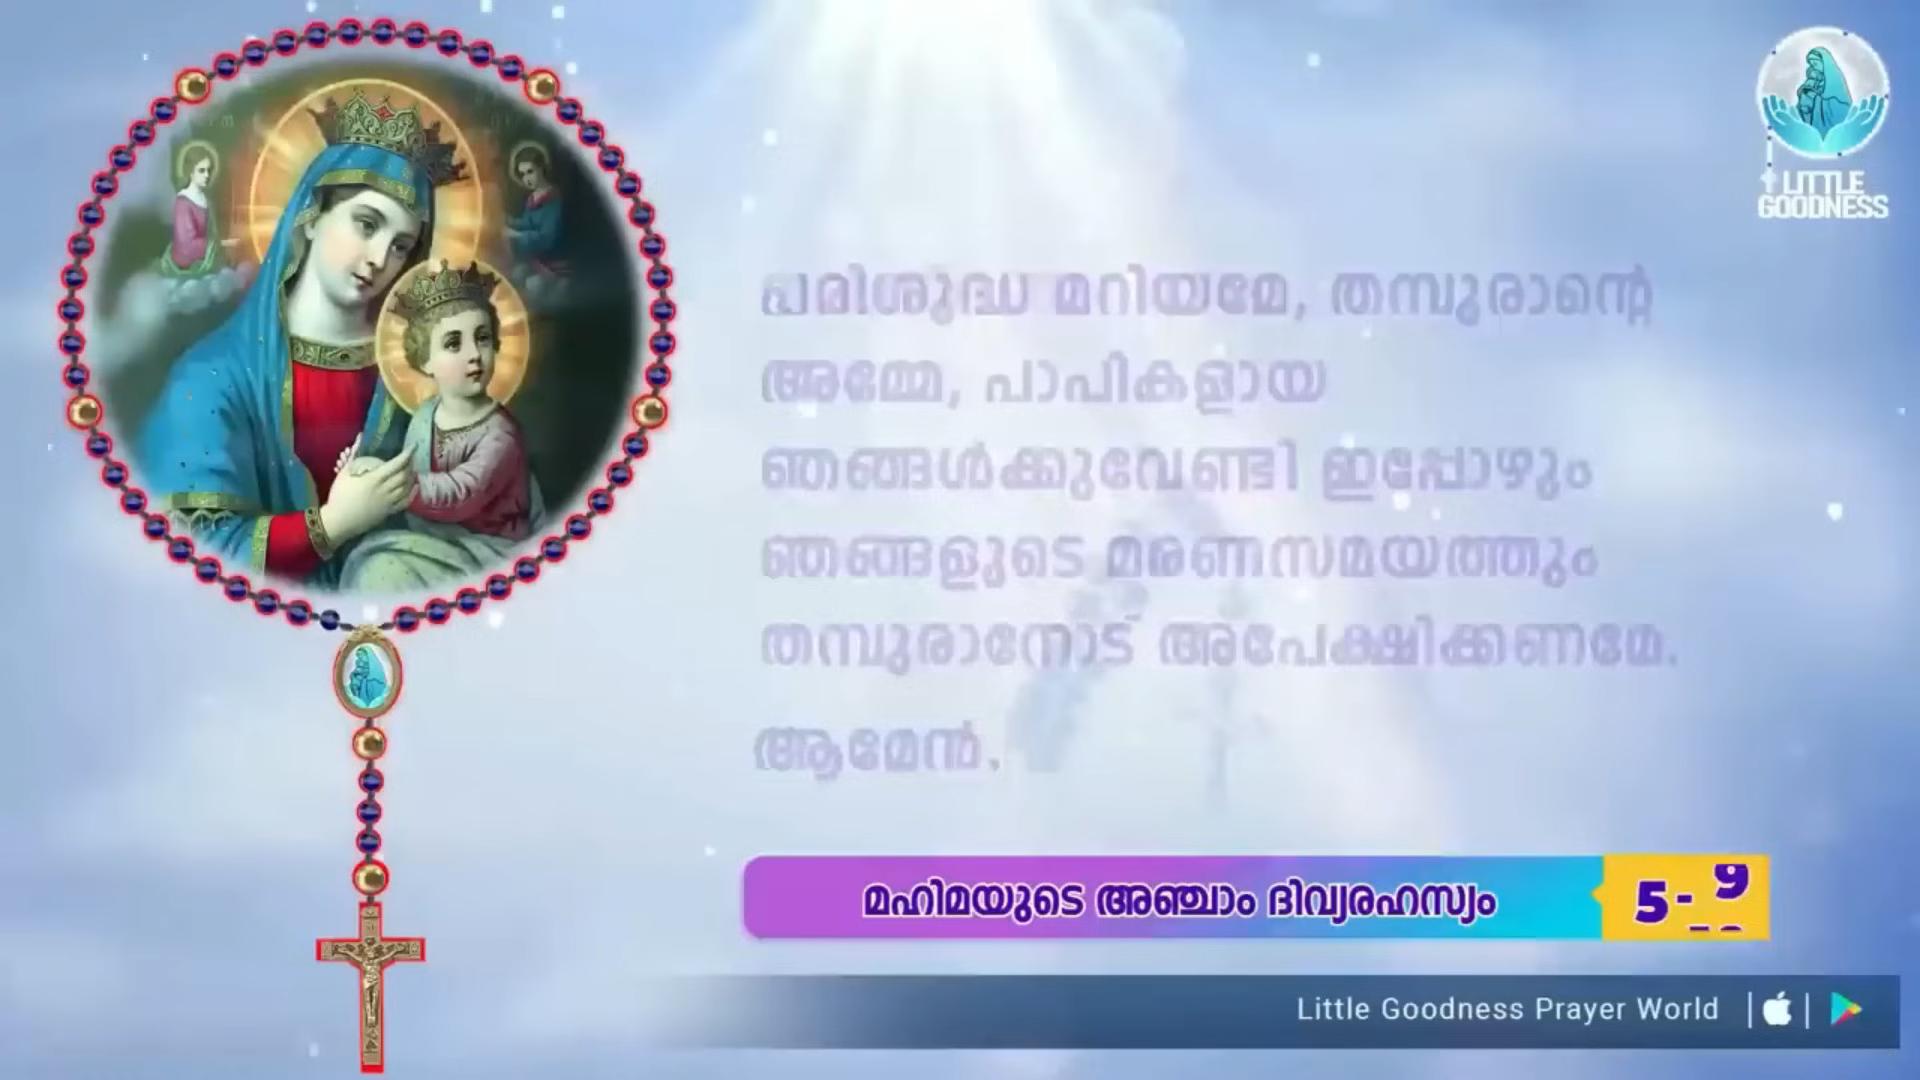 LITTLE
GOODNESS
പരിശുദ്ധ മറിയമേ, തമ്പുരാന്റെ
അമ്മേ, പാപികളായ
ഞങ്ങൾക്കുവേണ്ടി ഇപ്പോഴും
ഞങ്ങളുടെ മരണസമയത്തും
തമ്പുരാനോട് അപേക്ഷിക്കണമേ.
ആമേൻ.
മഹിമയുടെ അഞ്ചാം ദിവ്യരഹസ്യം 5- 9
Little Goodness Prayer World